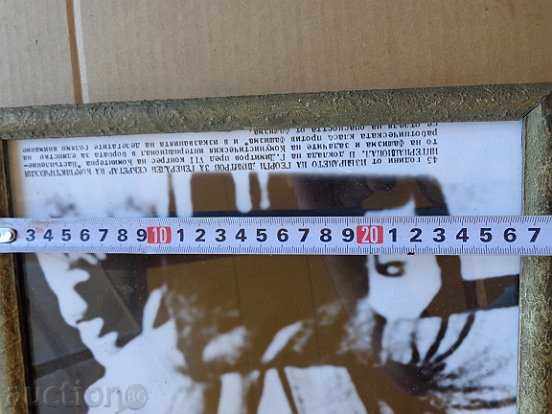 45 години от избирането на Георги Димитров за генерален секретар на Комунистическия
интернационал. В доклада на Г. Димитров пред VII конгрес на Коминтерна „Настъплението
на фашизма и задачите на Комунистическия интернационал в борбата за единство на
работническата класа против фашизма" и в изказванията на делегатите голямо внимание
се отделя на опасността от фашизма.
3 4 5 6 7 8 9 10 1 2 3 4 5 6 7 8 9 20 1 2 3 4 5 6 7
auction